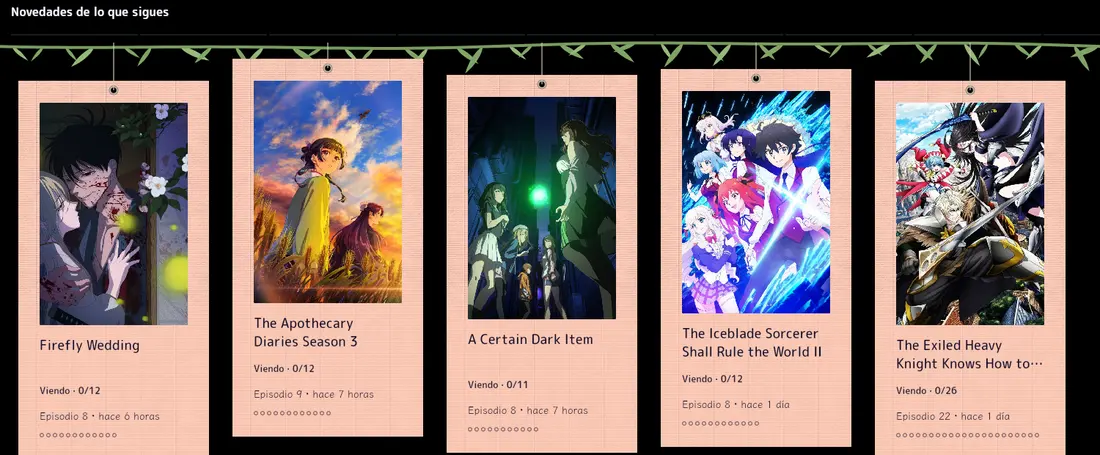 Novedades de lo que sigues
Firefly Wedding
Viendo · 0/12
Episodio 8 • hace 6 horas
The Apothecary
Diaries Season 3
Viendo · 0/12
Episodio 9 • hace 7 horas
A Certain Dark Item
Viendo · 0/11
Episodio 8 • hace 7 horas
The Iceblade Sorcerer
Shall Rule the World II
Viendo · 0/12
Episodio 8 • hace 1 día
The Exiled Heavy
Knight Knows How to…
Viendo · 0/26
Episodio 22 • hace 1 día